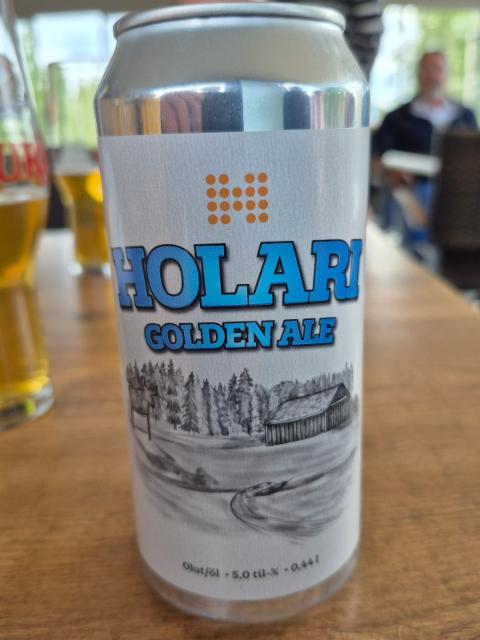 H
HOLARI
GOLDEN ALE
Olut/öl • 5,0 til-% • 0,44 l